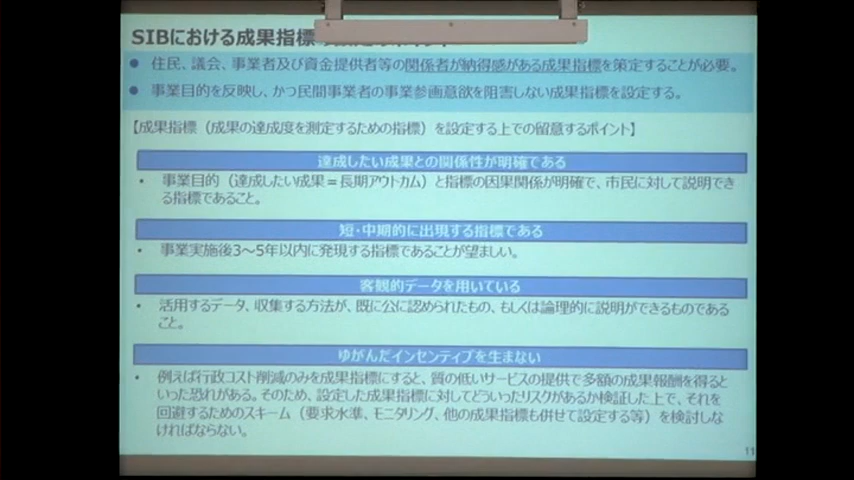 SIBにおける成果指標
● 住民、議会、事業者及び資金提供者等の関係者が納得感がある成果指標を策定することが必要。
● 事業目的を反映し、かつ民間事業者の事業参画意欲を阻害しない成果指標を設定する。
【成果指標（成果の達成度を測定するための指標）を設定する上での留意するポイント】
達成したい成果との関係性が明確である
・ 事業目的（達成したい成果＝長期アウトカム）と指標の因果関係が明確で、市民に対して説明でき
る指標であること。
短・中期的に出現する指標である
・ 事業実施後3～5年以内に発現する指標であることが望ましい。
客観的データを用いている
・ 活用するデータ、収集する方法が、既に公に認められたもの、もしくは論理的に説明ができるものである
こと。
ゆがんだインセンティブを生まない
・ 例えば行政コスト削減のみを成果指標にすると、質の低いサービスの提供で多額の成果報酬を得ると
いった恐れがある。そのため、設定した成果指標に対してどういったリスクがあるか検証した上で、それを
回避するためのスキーム（要求水準、モニタリング、他の成果指標も併せて設定する等）を検討しな
ければならない。
11